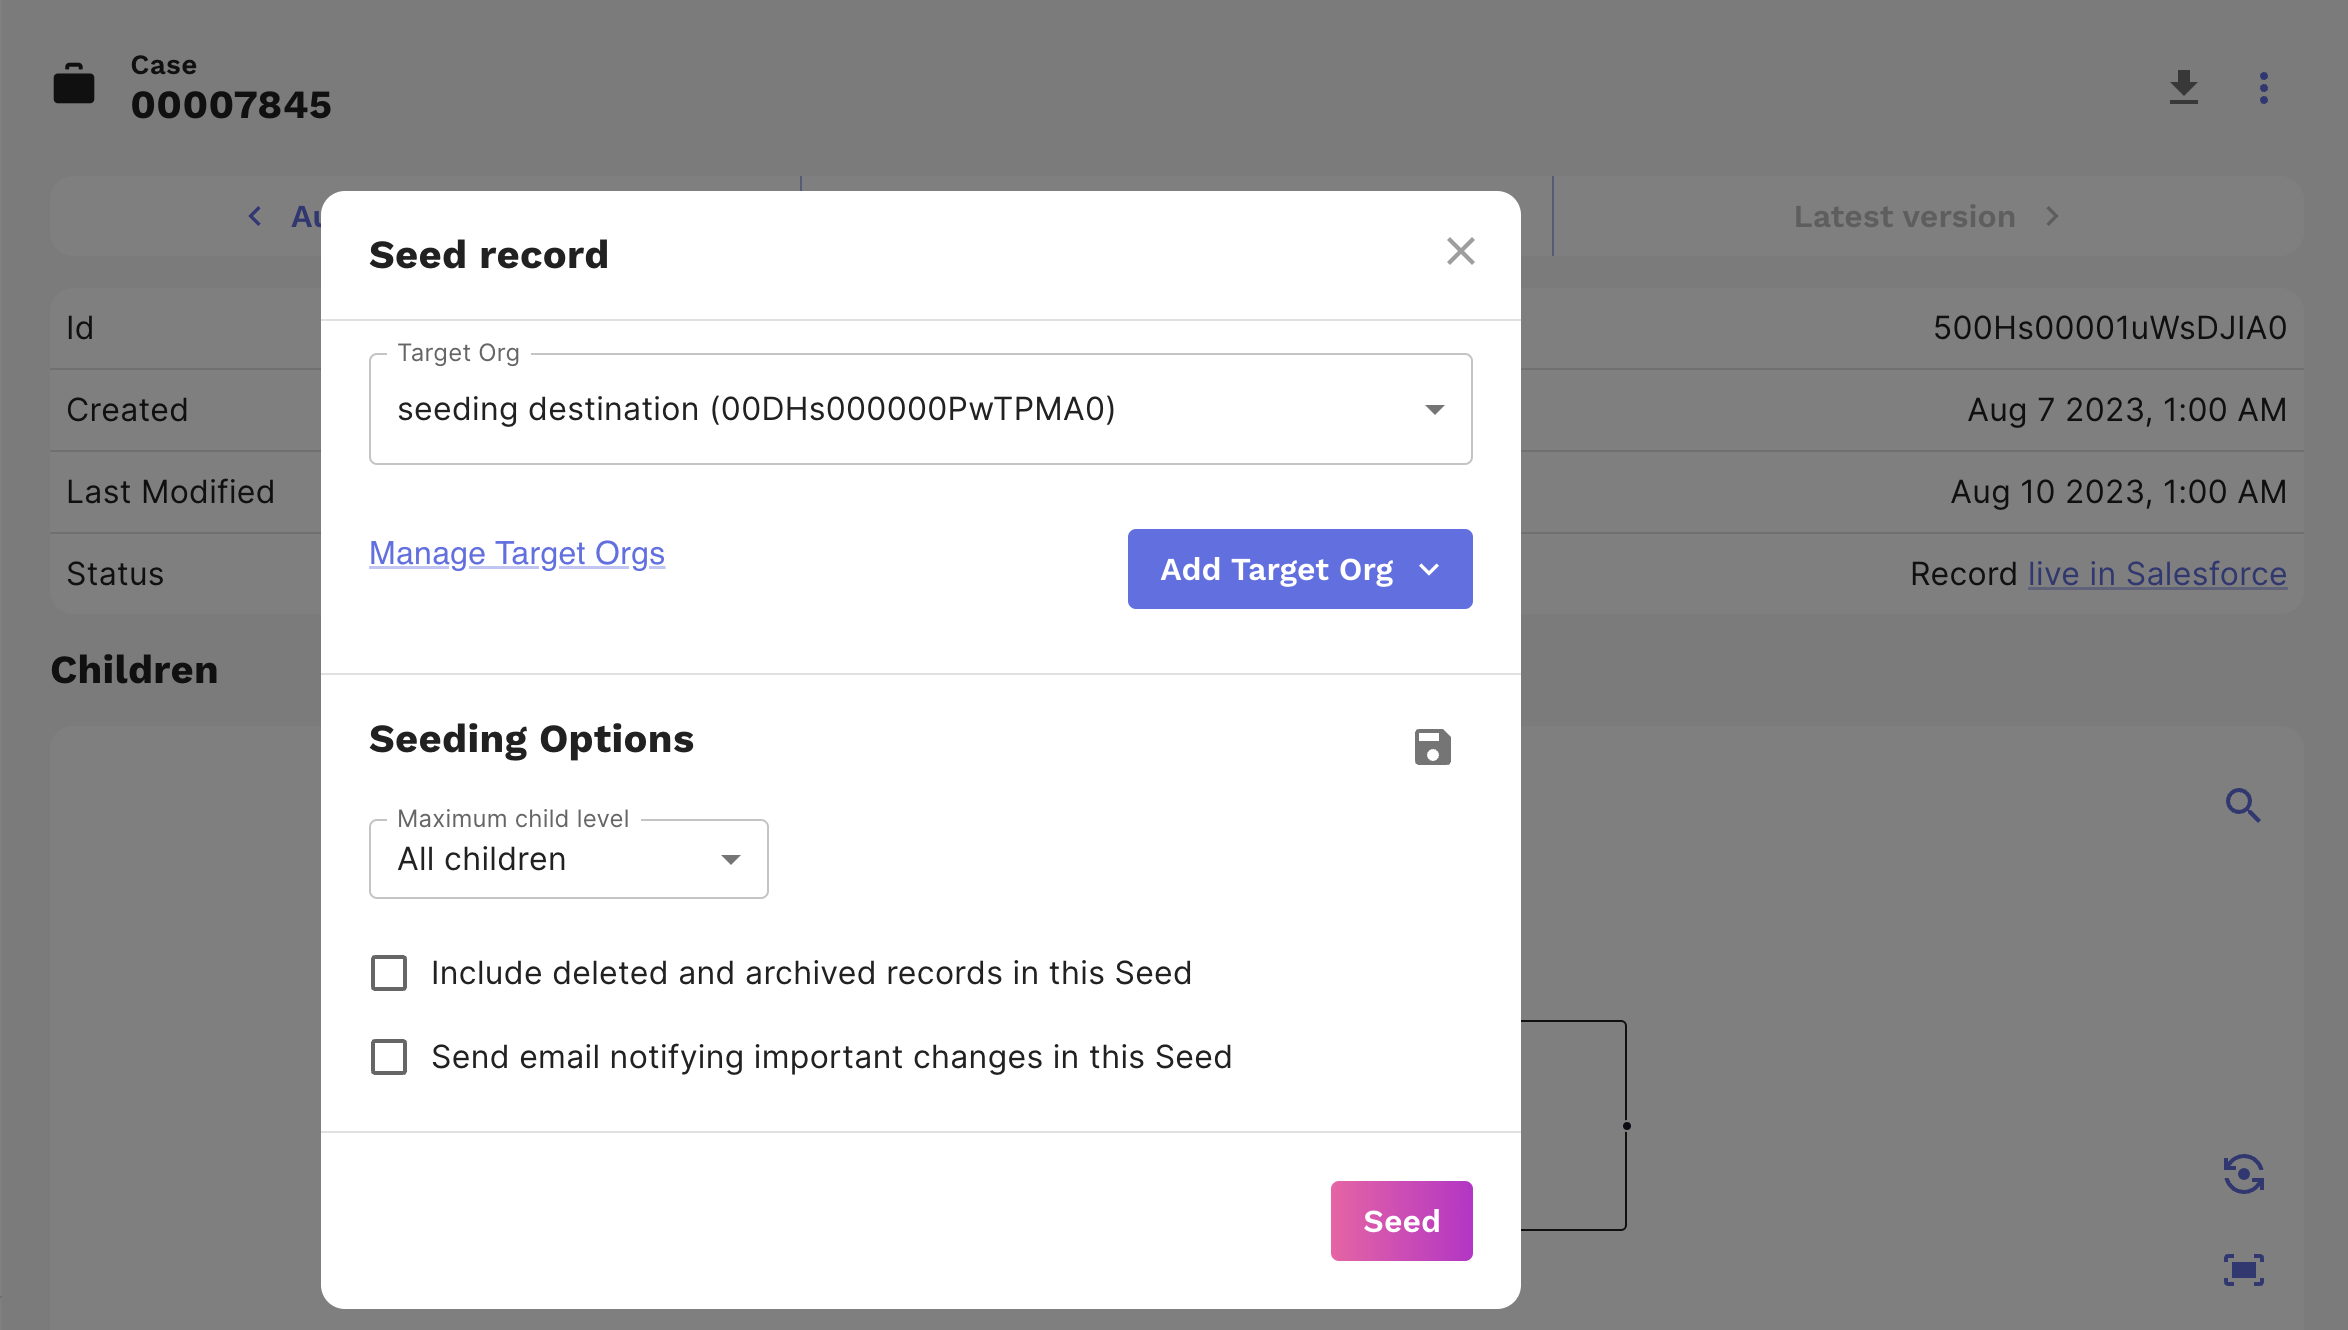 Case
00007845
Latest version
Seed record
Id
500Hs00001uWsDJIA0
Target Org
seeding destination (00DHs000000PwTPMA0)
Created
Aug 7 2023, 1:00 AM
Last Modified
Aug 10 2023, 1:00 AM
Manage Target Orgs
Add Target Org
Status
Record live in Salesforce
Children
Seeding Options
Maximum child level
All children
Include deleted and archived records in this Seed
Send email notifying important changes in this Seed
Seed